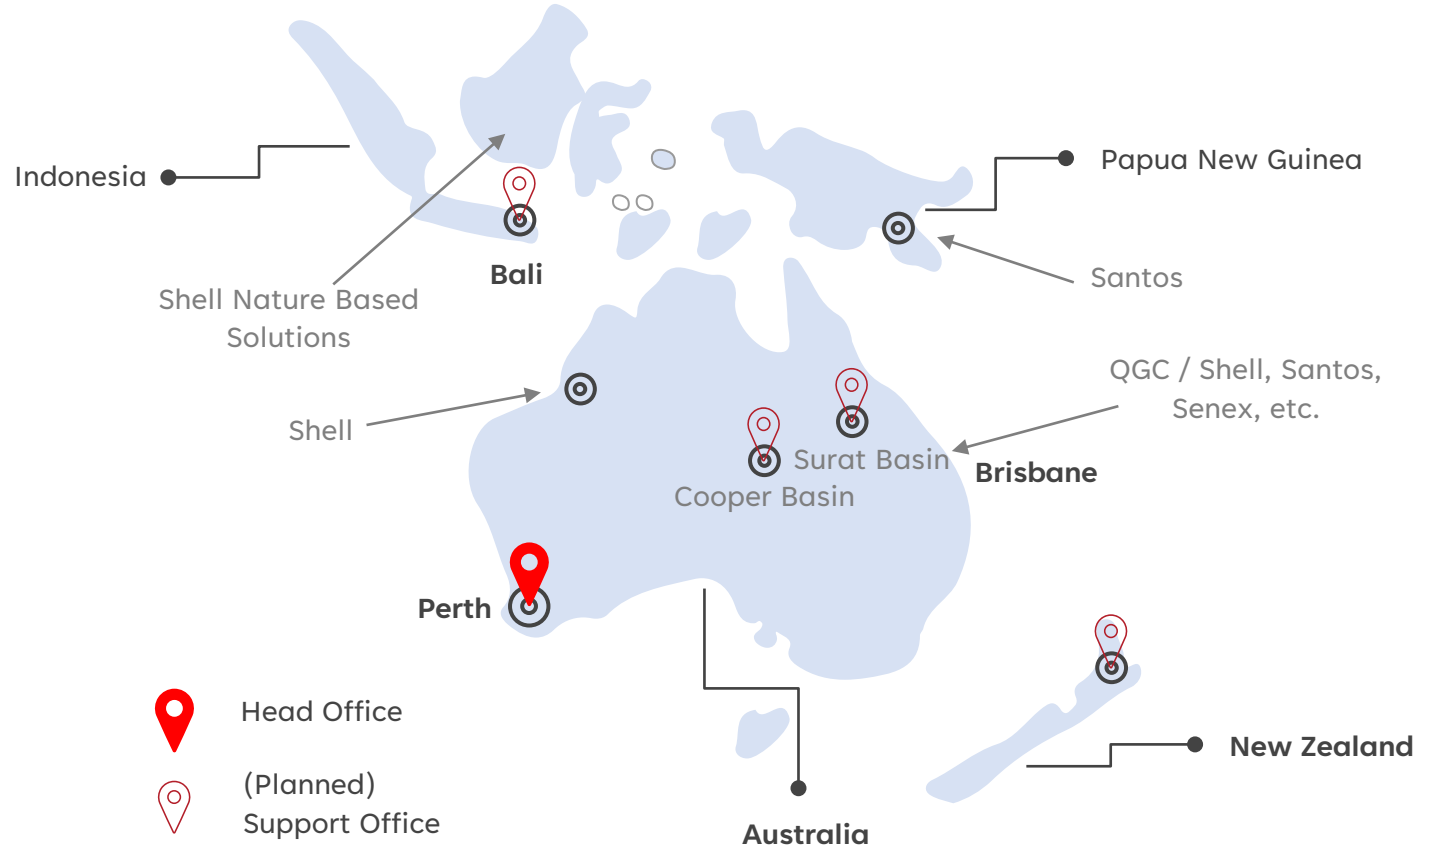 Indonesia
Papua New Guinea
Bali
Santos
Shell Nature Based
Solutions
QGC / Shell, Santos,
Senex, etc.
Shell
Surat Basin
Brisbane
Cooper Basin
Perth
Head Office
New Zealand
(Planned)
Support Office
Australia